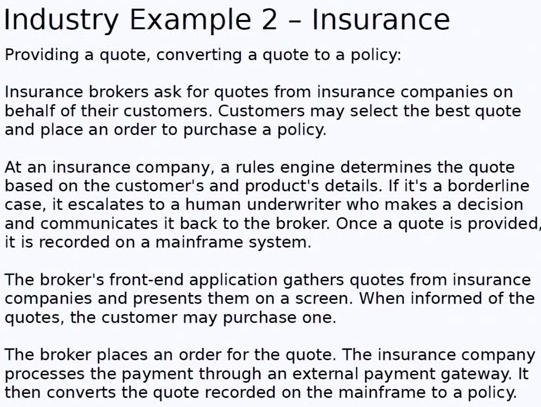 Industry Example 2 – Insurance
Providing a quote, converting a quote to a policy:
Insurance brokers ask for quotes from insurance companies on
behalf of their customers. Customers may select the best quote
and place an order to purchase a policy.
At an insurance company, a rules engine determines the quote
based on the customer's and product's details. If it's a borderline
case, it escalates to a human underwriter who makes a decision
and communicates it back to the broker. Once a quote is provided,
it is recorded on a mainframe system.
The broker's front-end application gathers quotes from insurance
companies and presents them on a screen. When informed of the
quotes, the customer may purchase one.
The broker places an order for the quote. The insurance company
processes the payment through an external payment gateway. It
then converts the quote recorded on the mainframe to a policy.